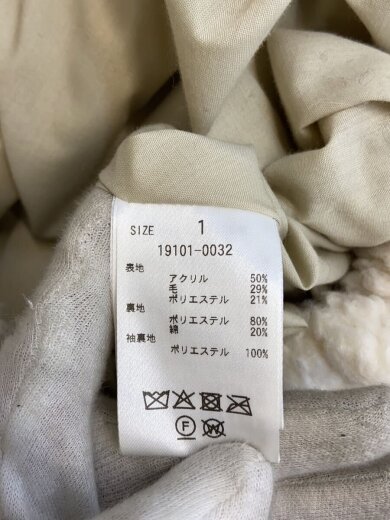 SIZE 1
19101-0032
表地
アクリル 50%
毛 29%
ポリエステル 21%
裏地
ポリエステル 80%
綿 20%
袖裏地
ポリエステル 100%
F W